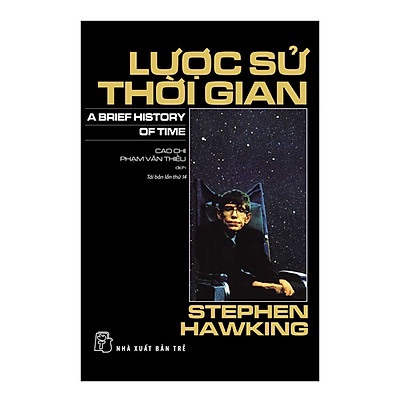 LƯỢC SỬ
THỜI GIAN
A BRIEF HISTORY
OF TIME
CAO CHI
PHẠM VĂN THIỀU
dịch
Tái bản lần thứ 14
STEPHEN
HAWKING
NHÀ XUẤT BẢN TRẺ